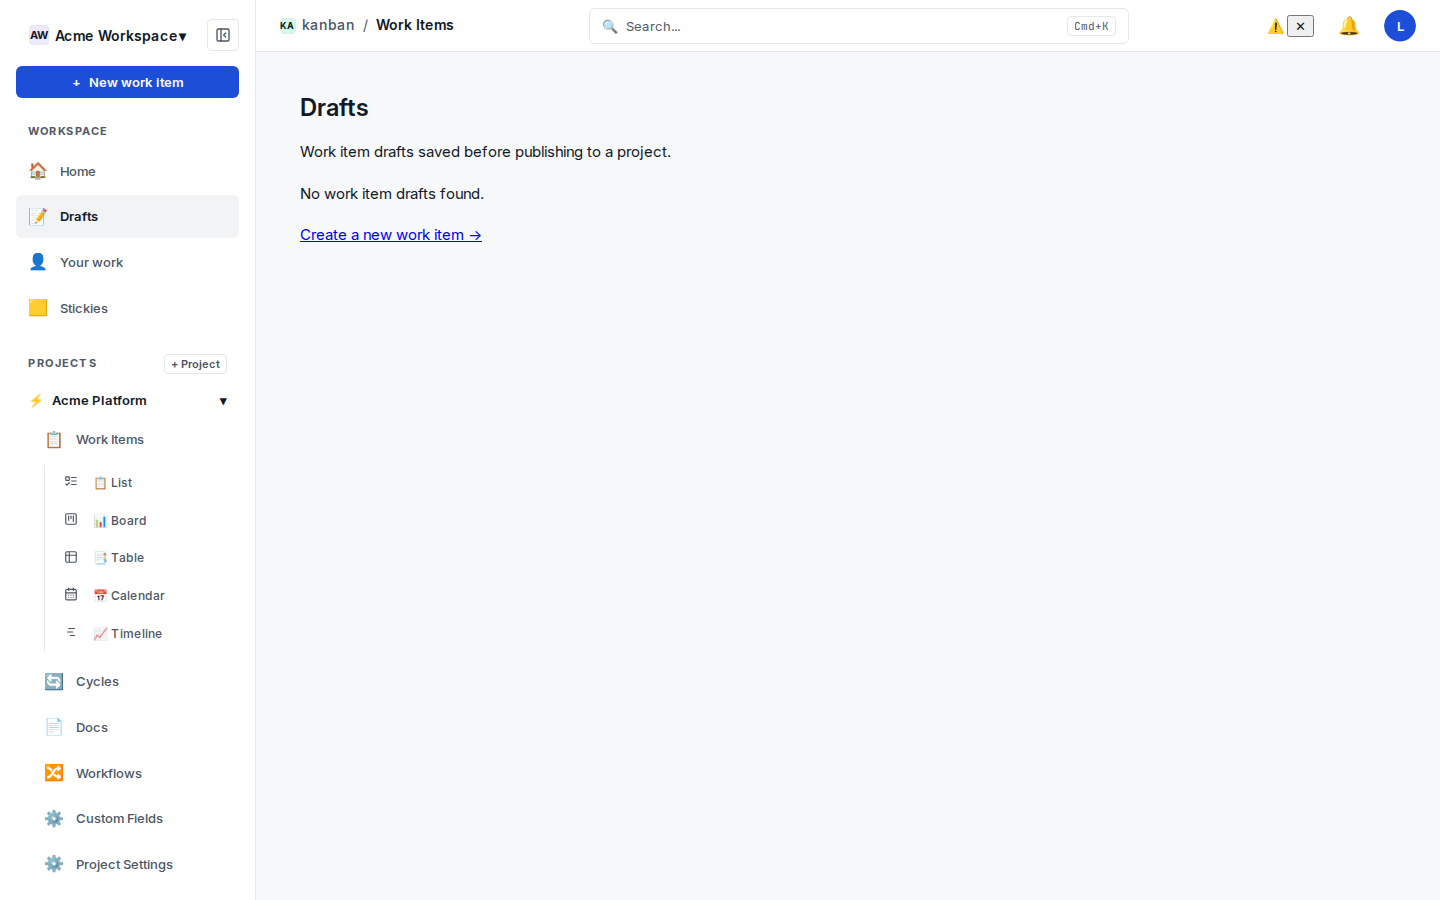 AW Acme Workspace ▾
+ New work item
WORKSPACE
🏠 Home
📝 Drafts
👤 Your work
🟨 Stickies
PROJECTS
+ Project
⚡ Acme Platform ▾
📋 Work Items
📋 List
📊 Board
📑 Table
📅 Calendar
📈 Timeline
🔄 Cycles
📄 Docs
🔀 Workflows
⚙️ Custom Fields
⚙️ Project Settings
KA kanban / Work Items
🔍 Search... Cmd+K
⚠️ ✕ 🔔 L
Drafts
Work item drafts saved before publishing to a project.
No work item drafts found.
Create a new work item →